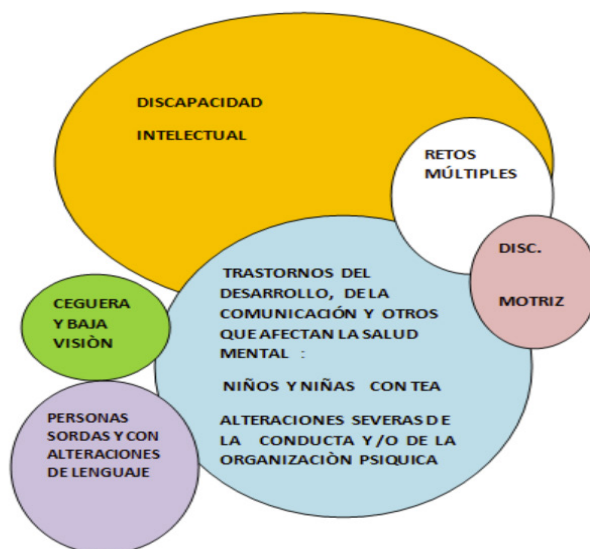 DISCAPACIDAD
INTELECTUAL
RETOS
MÚLTIPLES
DISC.
MOTRIZ
TRASTORNOS DEL
DESARROLLO, DE LA
COMUNICACIÓN Y OTROS
QUE AFECTAN LA SALUD
MENTAL :
NIÑOS Y NIÑAS CON TEA
ALTERACIONES SEVERAS DE
LA CONDUCTA Y /O DE LA
ORGANIZACIÒN PSIQUICA
CEGUERA
Y BAJA
VISIÒN
PERSONAS
SORDAS Y CON
ALTERACIONES
DE LENGUAJE